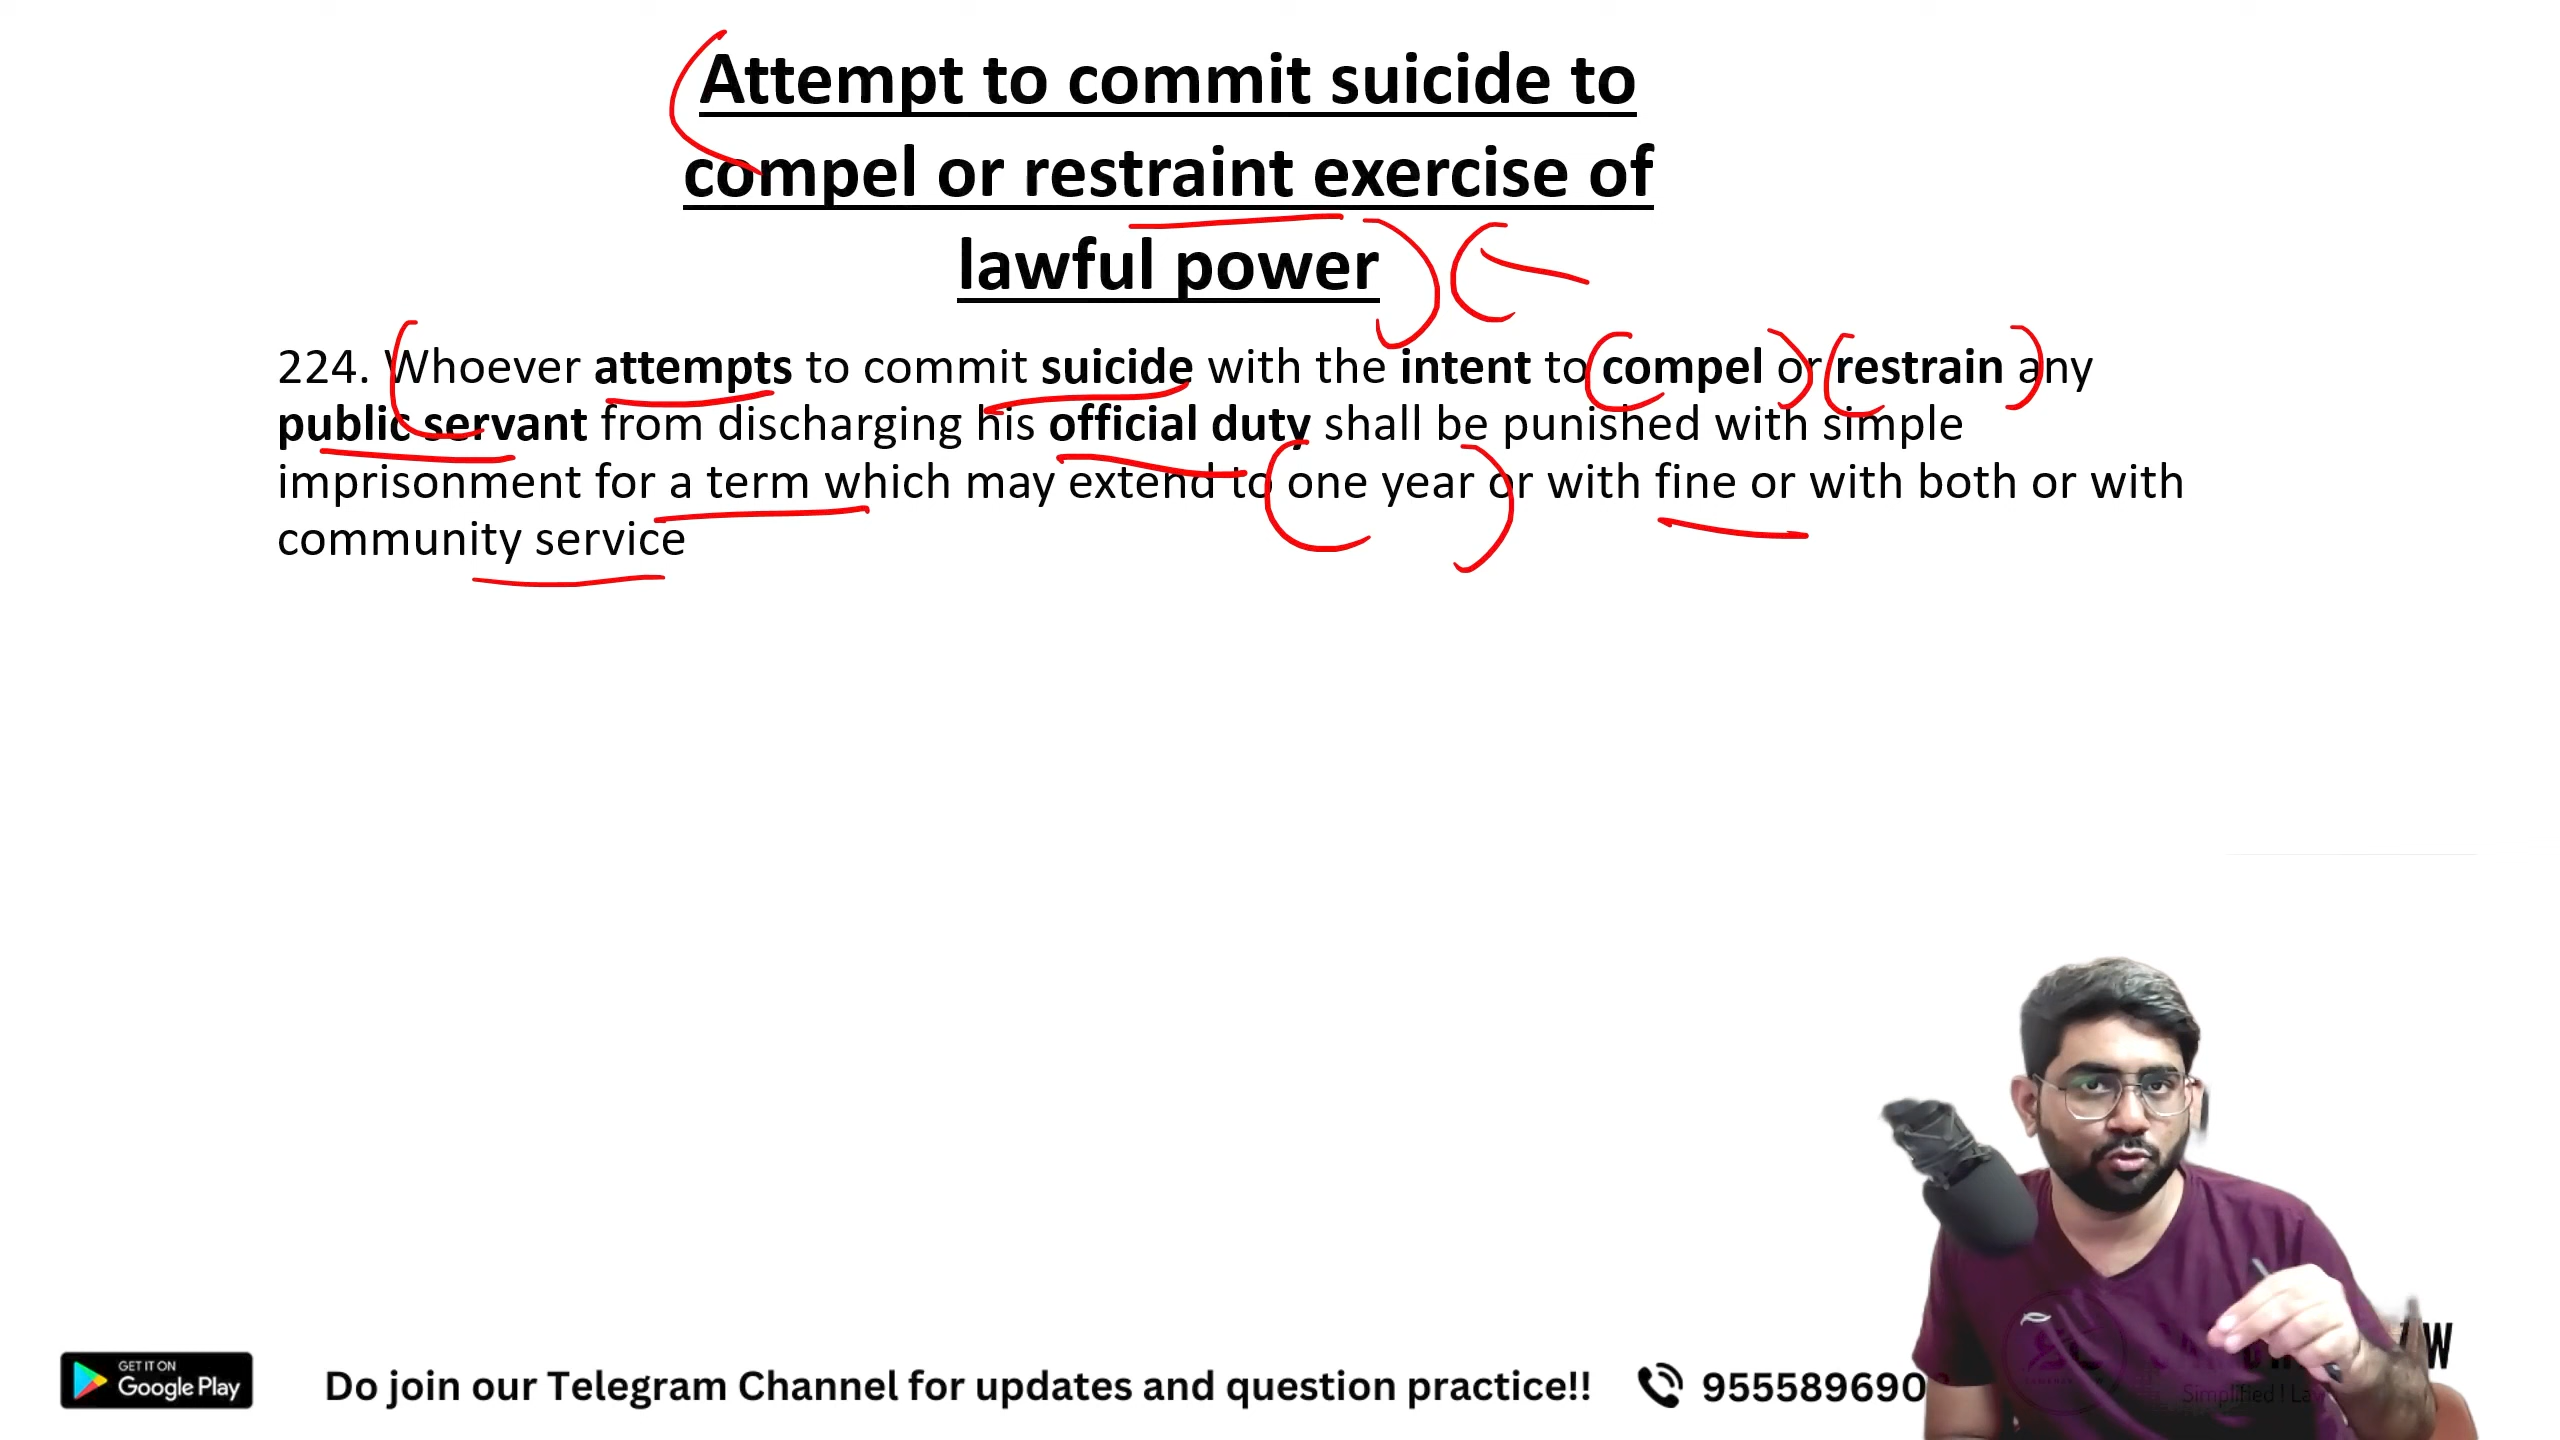 Attempt to commit suicide to
compel or restraint exercise of
lawful power
224. Whoever attempts to commit suicide with the intent to compel or restrain any
public servant from discharging his official duty shall be punished with simple
imprisonment for a term which may extend to one year or with fine or with both or with
community service
GET IT ON
Google Play
Do join our Telegram Channel for updates and question practice!!
955589690
Simplified !